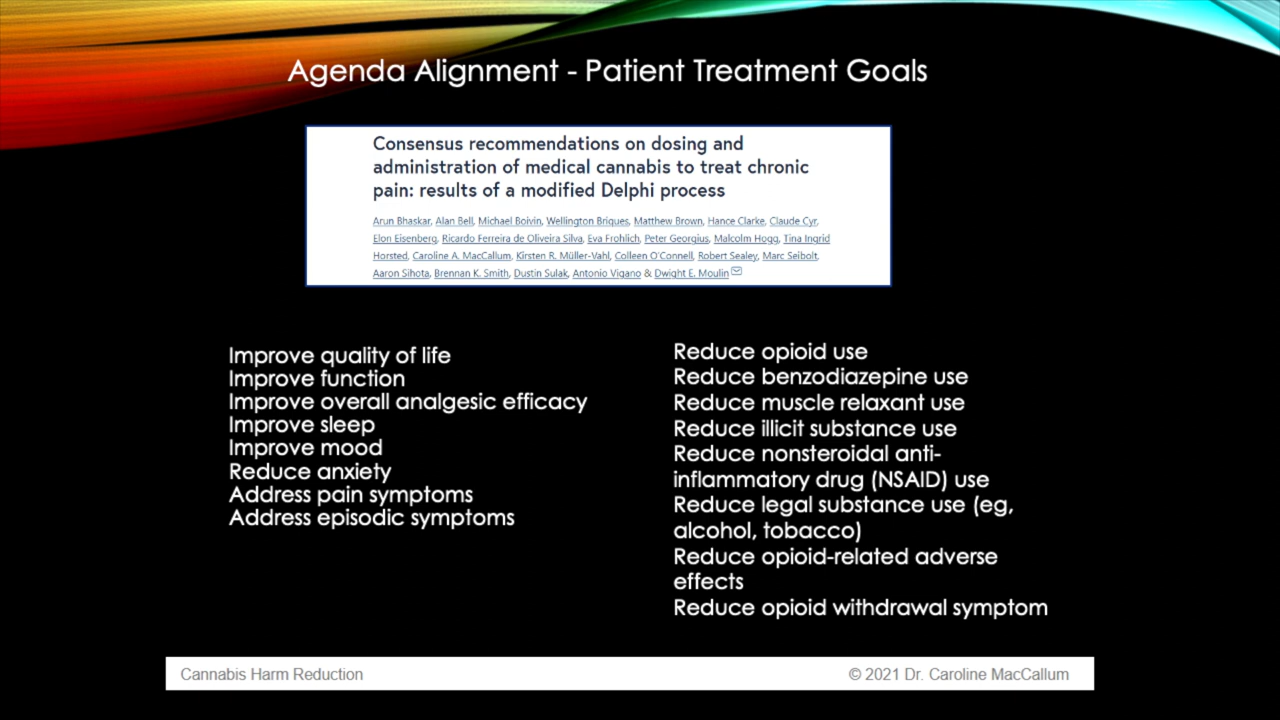 Agenda Alignment - Patient Treatment Goals
Consensus recommendations on dosing and
administration of medical cannabis to treat chronic
pain: results of a modified Delphi process
Arun Bhaskar, Alan Bell, Michael Boivin, Wellington Briques, Matthew Brown, Hance Clarke, Claude Cyr,
Elon Eisenberg, Ricardo Ferreira de Oliveira Silva, Eva Frohlich, Peter Georgius, Malcolm Hogg, Tina Ingrid
Horsted, Caroline A. MacCallum, Kirsten R. Müller-Vahl, Colleen O'Connell, Robert Sealey, Marc Seibolt,
Aaron Sihota, Brennan K. Smith, Dustin Sulak, Antonio Vigano & Dwight E. Moulin
Improve quality of life
Improve function
Improve overall analgesic efficacy
Improve sleep
Improve mood
Reduce anxiety
Address pain symptoms
Address episodic symptoms
Reduce opioid use
Reduce benzodiazepine use
Reduce muscle relaxant use
Reduce illicit substance use
Reduce nonsteroidal anti-
inflammatory drug (NSAID) use
Reduce legal substance use (eg,
alcohol, tobacco)
Reduce opioid-related adverse
effects
Reduce opioid withdrawal symptom
Cannabis Harm Reduction
© 2021 Dr. Caroline MacCallum